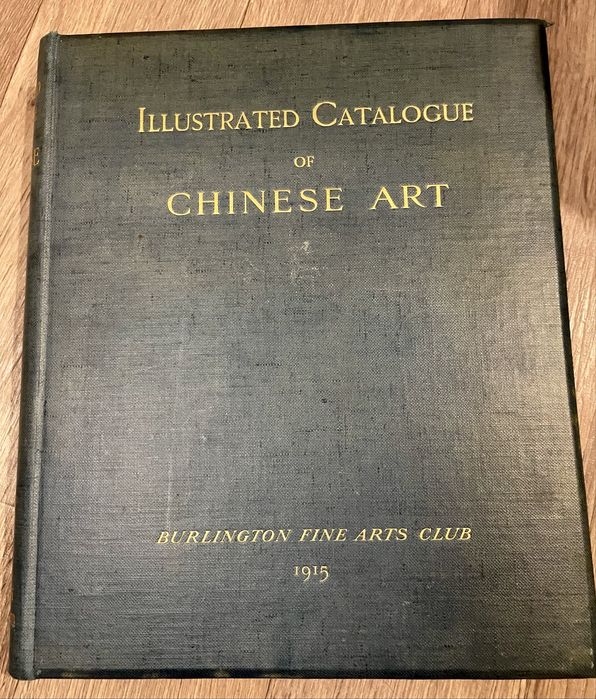 ILLUSTRATED CATALOGUE
OF
CHINESE ART
BURLINGTON FINE ARTS CLUB
1915